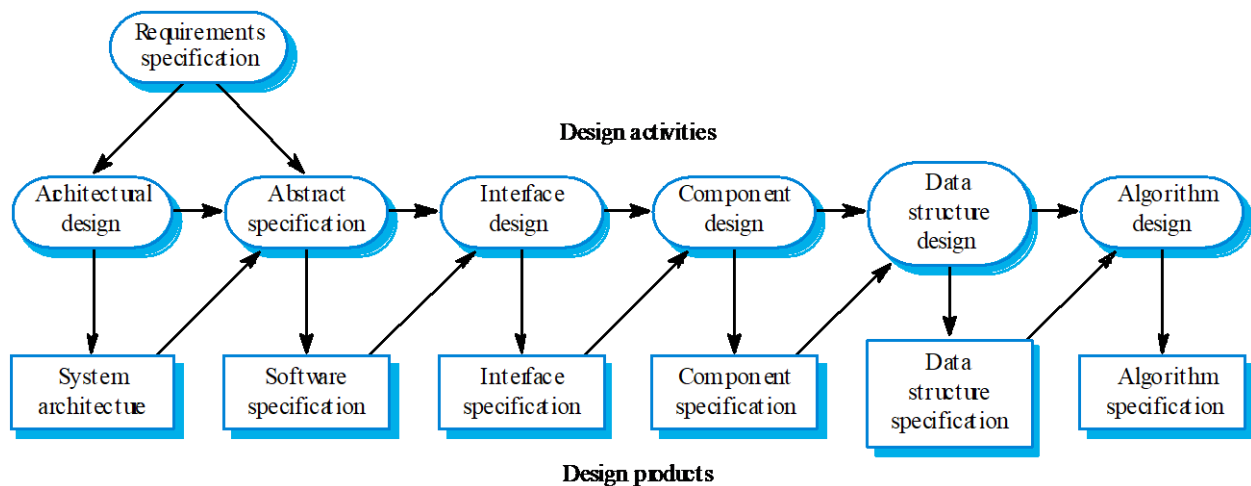 Requirements
specification
Design activities
Architectural
design
Abstract
specification
Interface
design
Component
design
Data
structure
design
Algorithm
design
System
architecture
Software
specification
Interface
specification
Component
specification
Data
structure
specification
Algorithm
specification
Design products